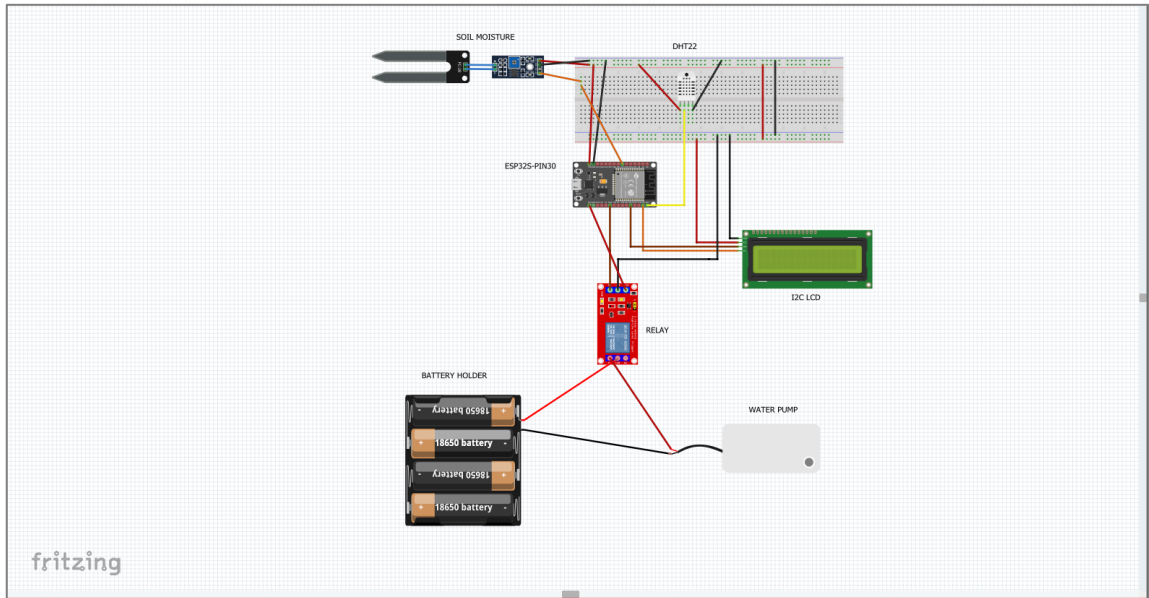 SOIL MOISTURE
DHT22
ESP32S-PIN30
I2C LCD
RELAY
BATTERY HOLDER
WATER PUMP
18650 battery
18650 battery
18650 battery
18650 battery
fritzing